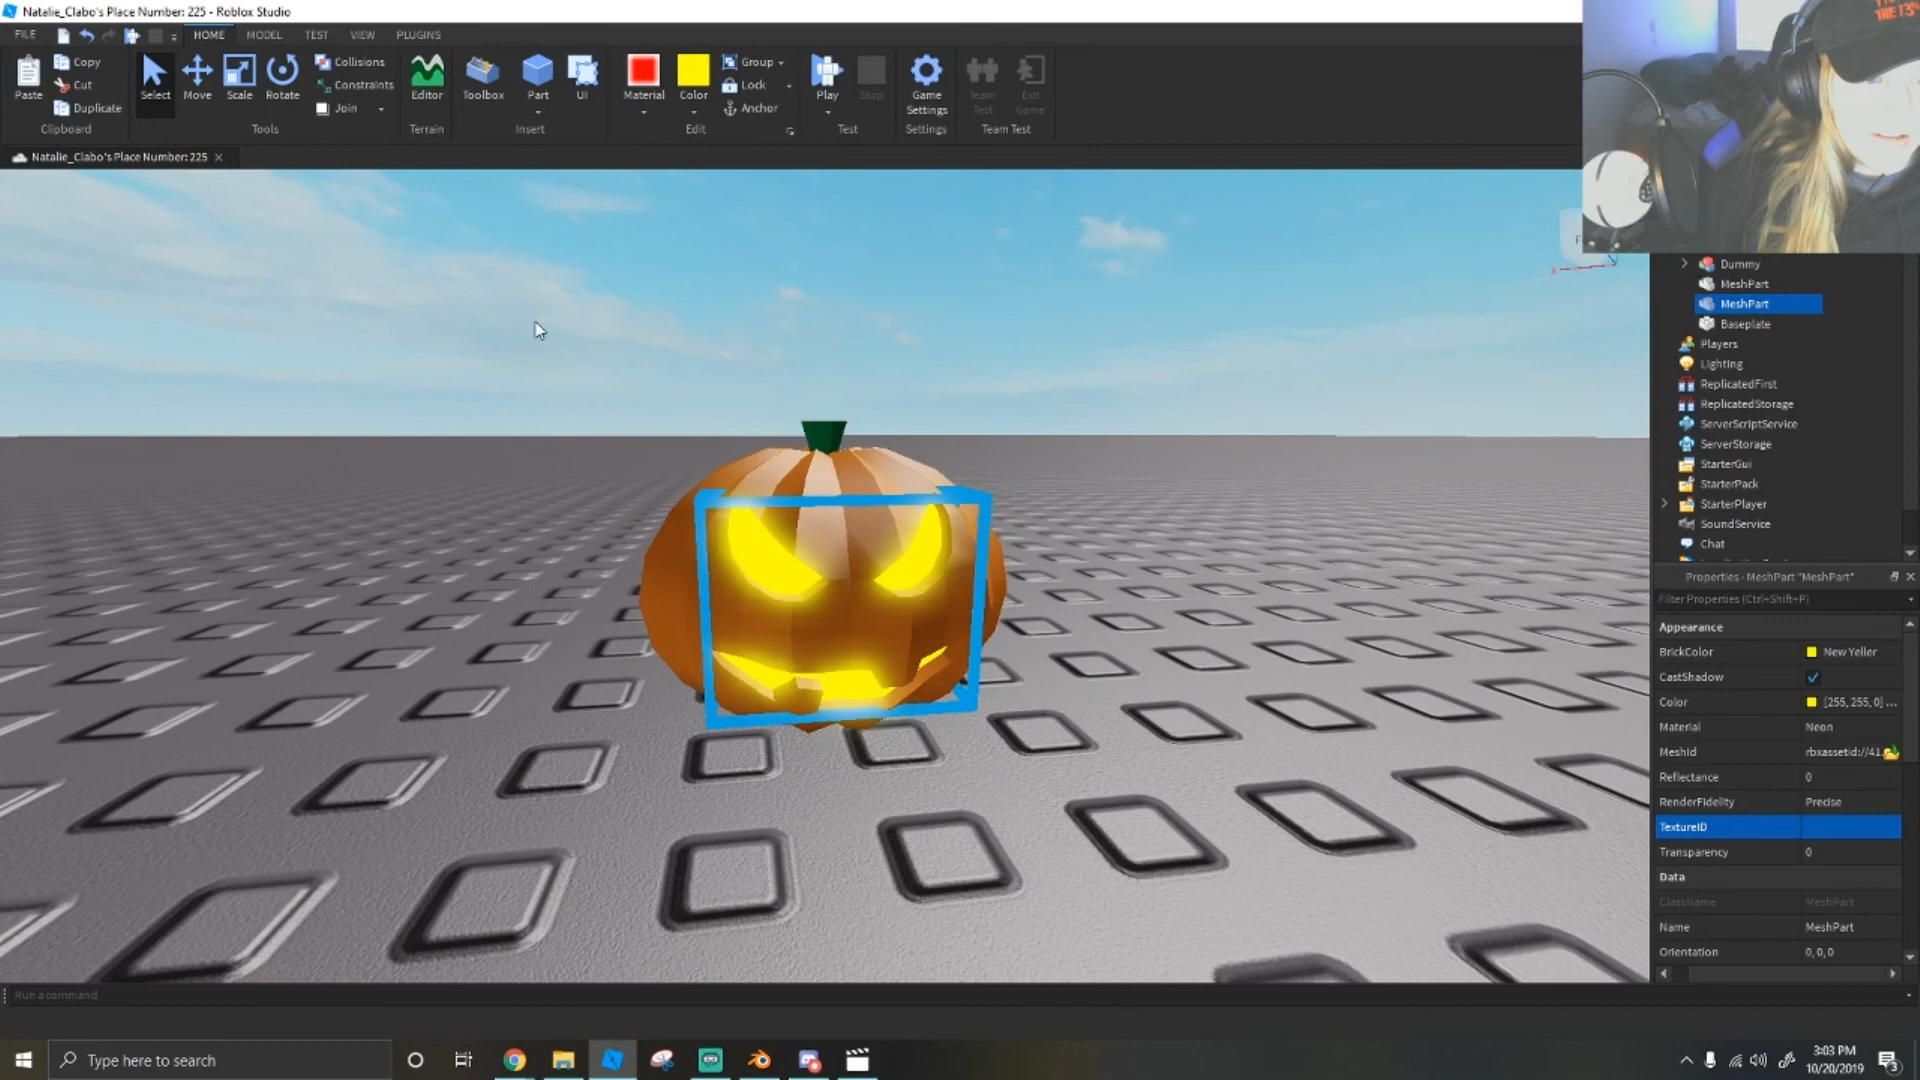 Natalie_Clabo's Place Number: 225 - Roblox Studio
FILE HOME MODEL TEST VIEW PLUGINS
Paste Copy Cut Duplicate
Clipboard
Select Move Scale Rotate
Collisions
Constraints
Join
Tools
Editor
Terrain
Toolbox Part UI
Insert
Material Color
Group
Lock
Anchor
Edit
Play Stop
Test
Game Settings
Settings
Team Test
Exit Game
Team Test
Natalie_Clabo's Place Number: 225
THE 13th
X
Dummy
MeshPart
MeshPart
Baseplate
Players
Lighting
ReplicatedFirst
ReplicatedStorage
ServerScriptService
ServerStorage
StarterGui
StarterPack
StarterPlayer
SoundService
Chat
Properties - MeshPart "MeshPart"
Filter Properties (Ctrl+Shift+P)
Appearance
BrickColor New Yeller
CastShadow
Color [255, 255, 0] ...
Material Neon
MeshId rbxassetid://41
Reflectance 0
RenderFidelity Precise
TextureID
Transparency 0
Data
ClassName MeshPart
Name MeshPart
Orientation 0, 0, 0
Run a command
Type here to search
3:03 PM
10/20/2019
3